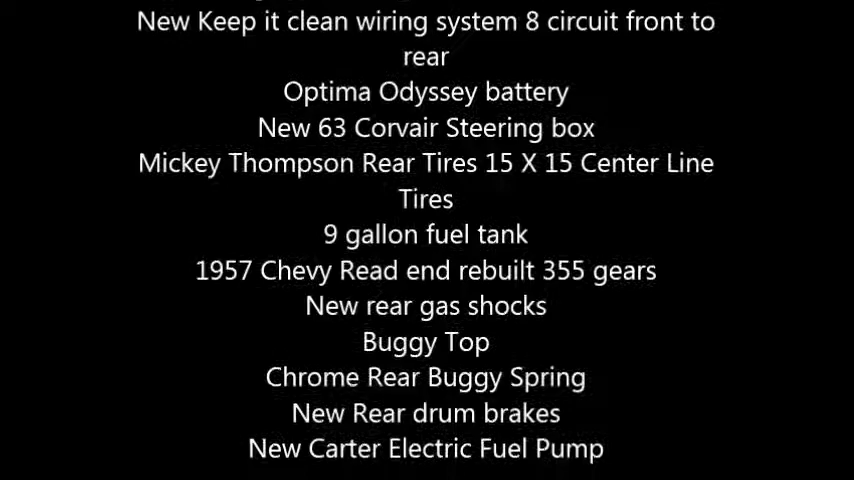 New Keep it clean wiring system 8 circuit front to
rear
Optima Odyssey battery
New 63 Corvair Steering box
Mickey Thompson Rear Tires 15 X 15 Center Line
Tires
9 gallon fuel tank
1957 Chevy Read end rebuilt 355 gears
New rear gas shocks
Buggy Top
Chrome Rear Buggy Spring
New Rear drum brakes
New Carter Electric Fuel Pump